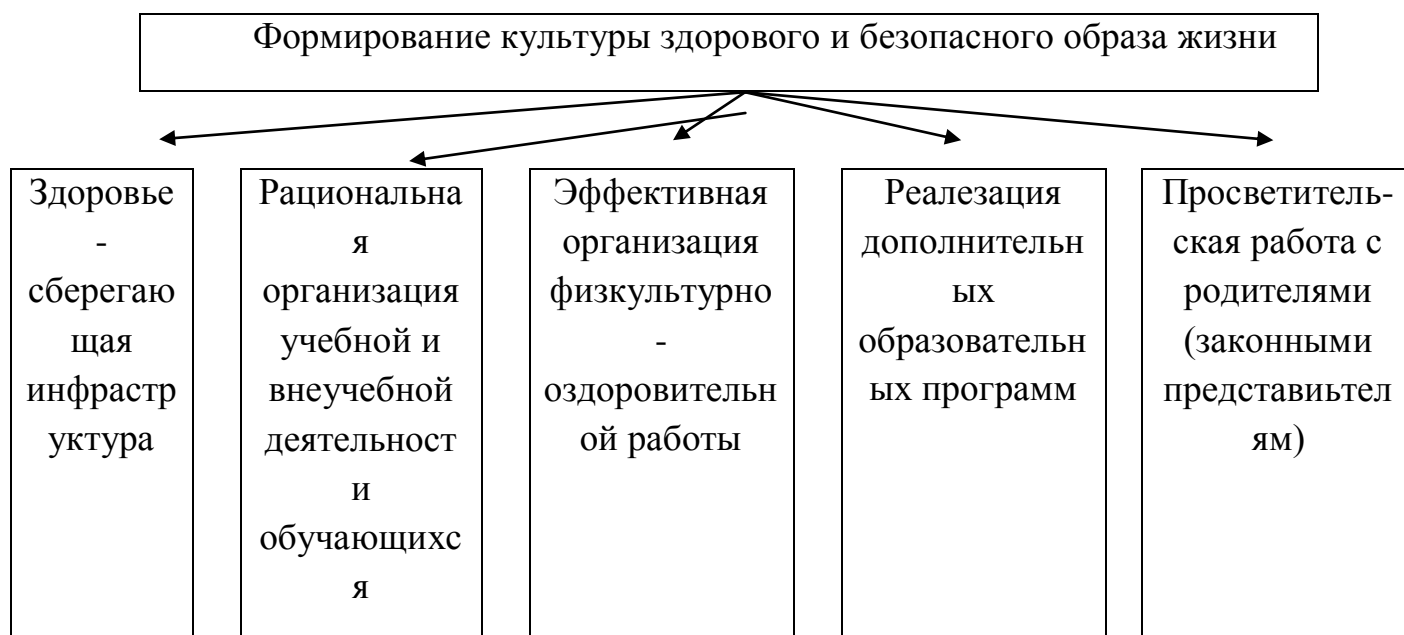 Формирование культуры здорового и безопасного образа жизни
Здоровье
-
сберегаю
щая
инфрастр
уктура
Рациональна
я
организация
учебной и
внеучебной
деятельност
и
обучающихс
я
Эффективная
организация
физкультурно
-
оздоровительн
ой работы
Реалезация
дополнительн
ых
образовательн
ых программ
Просветитель-
ская работа с
родителями
(законными
представиьтел
ям)